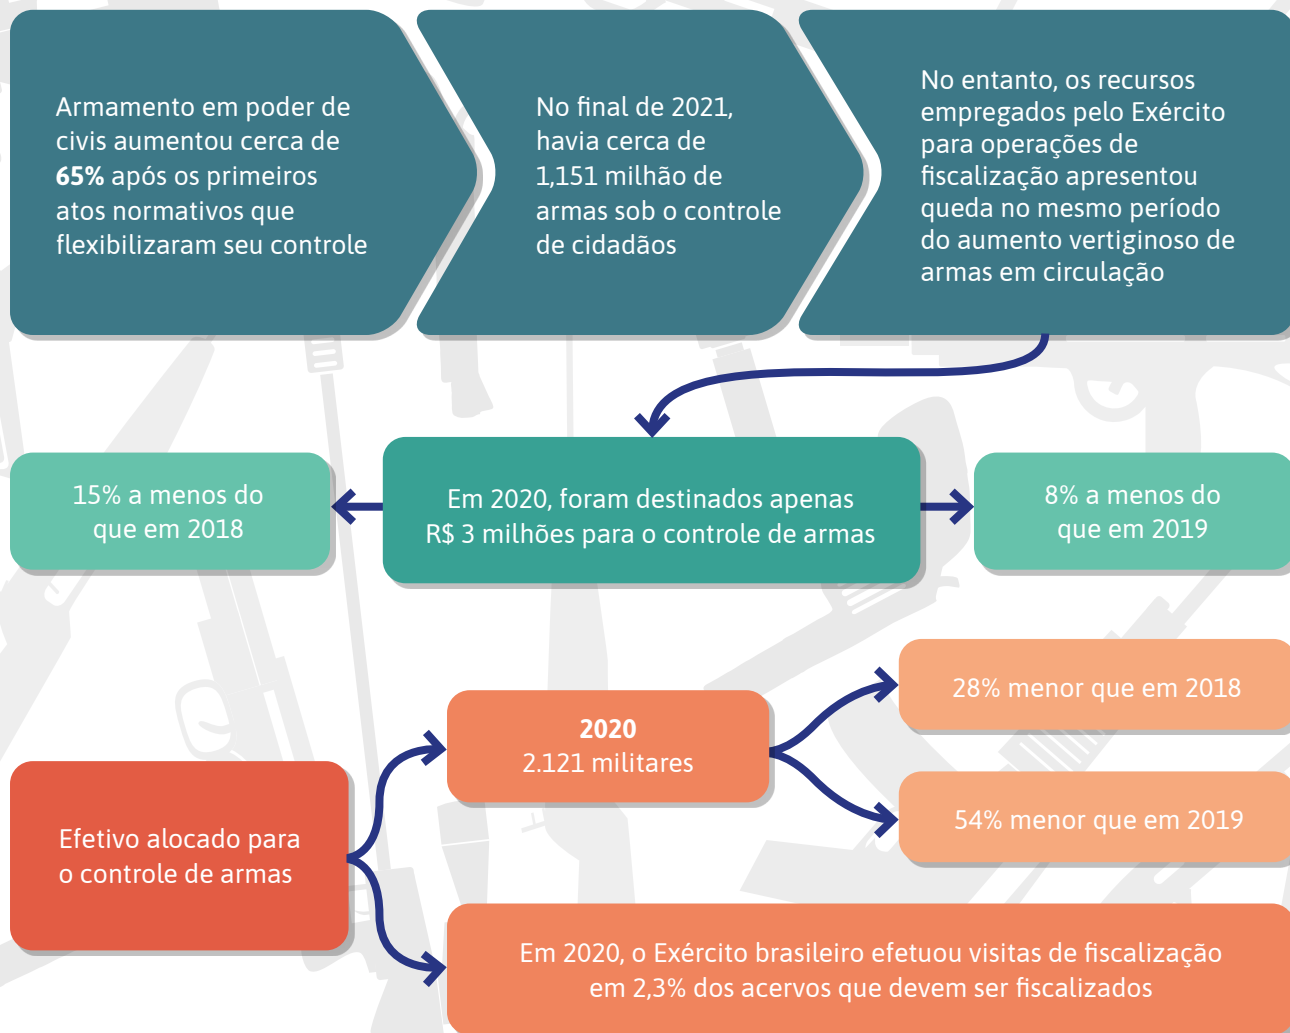 Armamento em poder de
civis aumentou cerca de
65% após os primeiros
atos normativos que
flexibilizaram seu controle
No final de 2021,
havia cerca de
1,151 milhão de
armas sob o controle
de cidadãos
No entanto, os recursos
empregados pelo Exército
para operações de
fiscalização apresentou
queda no mesmo período
do aumento vertiginoso de
armas em circulação
15% a menos do
que em 2018
Em 2020, foram destinados apenas
R$ 3 milhões para o controle de armas
8% a menos do
que em 2019
Efetivo alocado para
o controle de armas
2020
2.121 militares
28% menor que em 2018
54% menor que em 2019
Em 2020, o Exército brasileiro efetuou visitas de fiscalização
em 2,3% dos acervos que devem ser fiscalizados